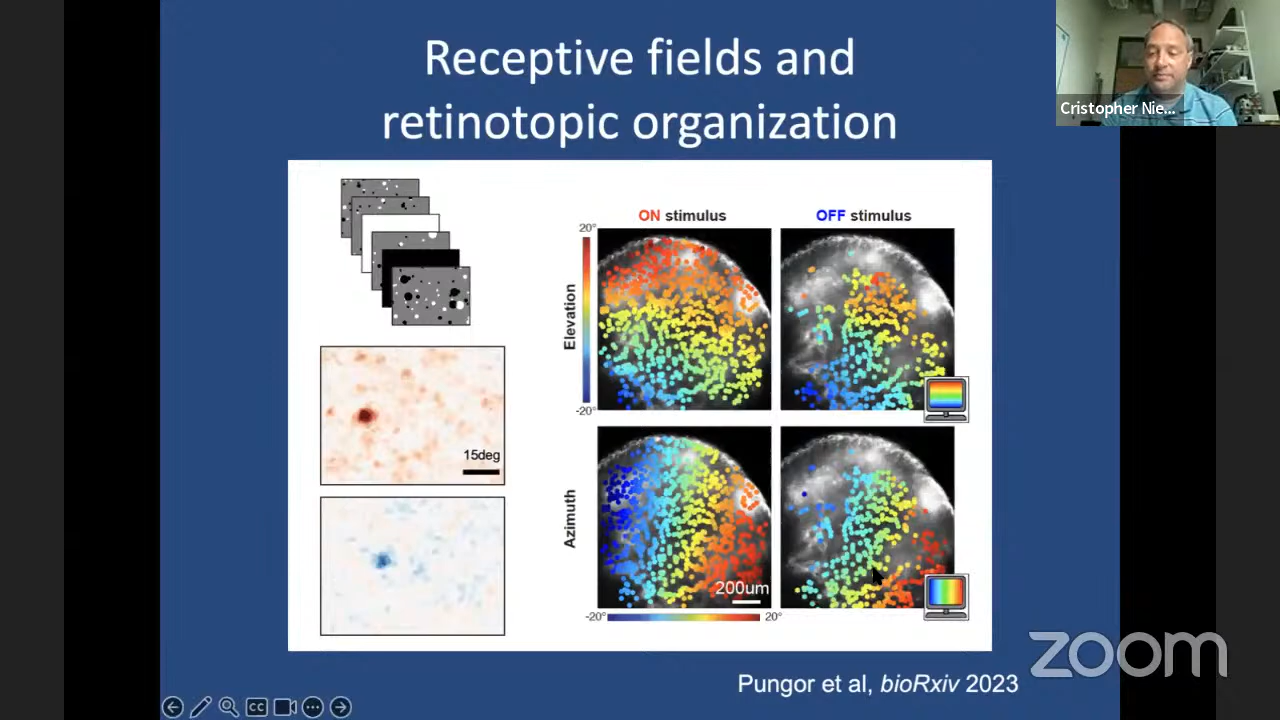 Receptive fields and
retinotopic organization
Cristopher Nie...
ON stimulus
OFF stimulus
20°
Elevation
-20°
15deg
Azimuth
200um
-20°
20°
Pungor et al, bioRxiv 2023
zoom
CC